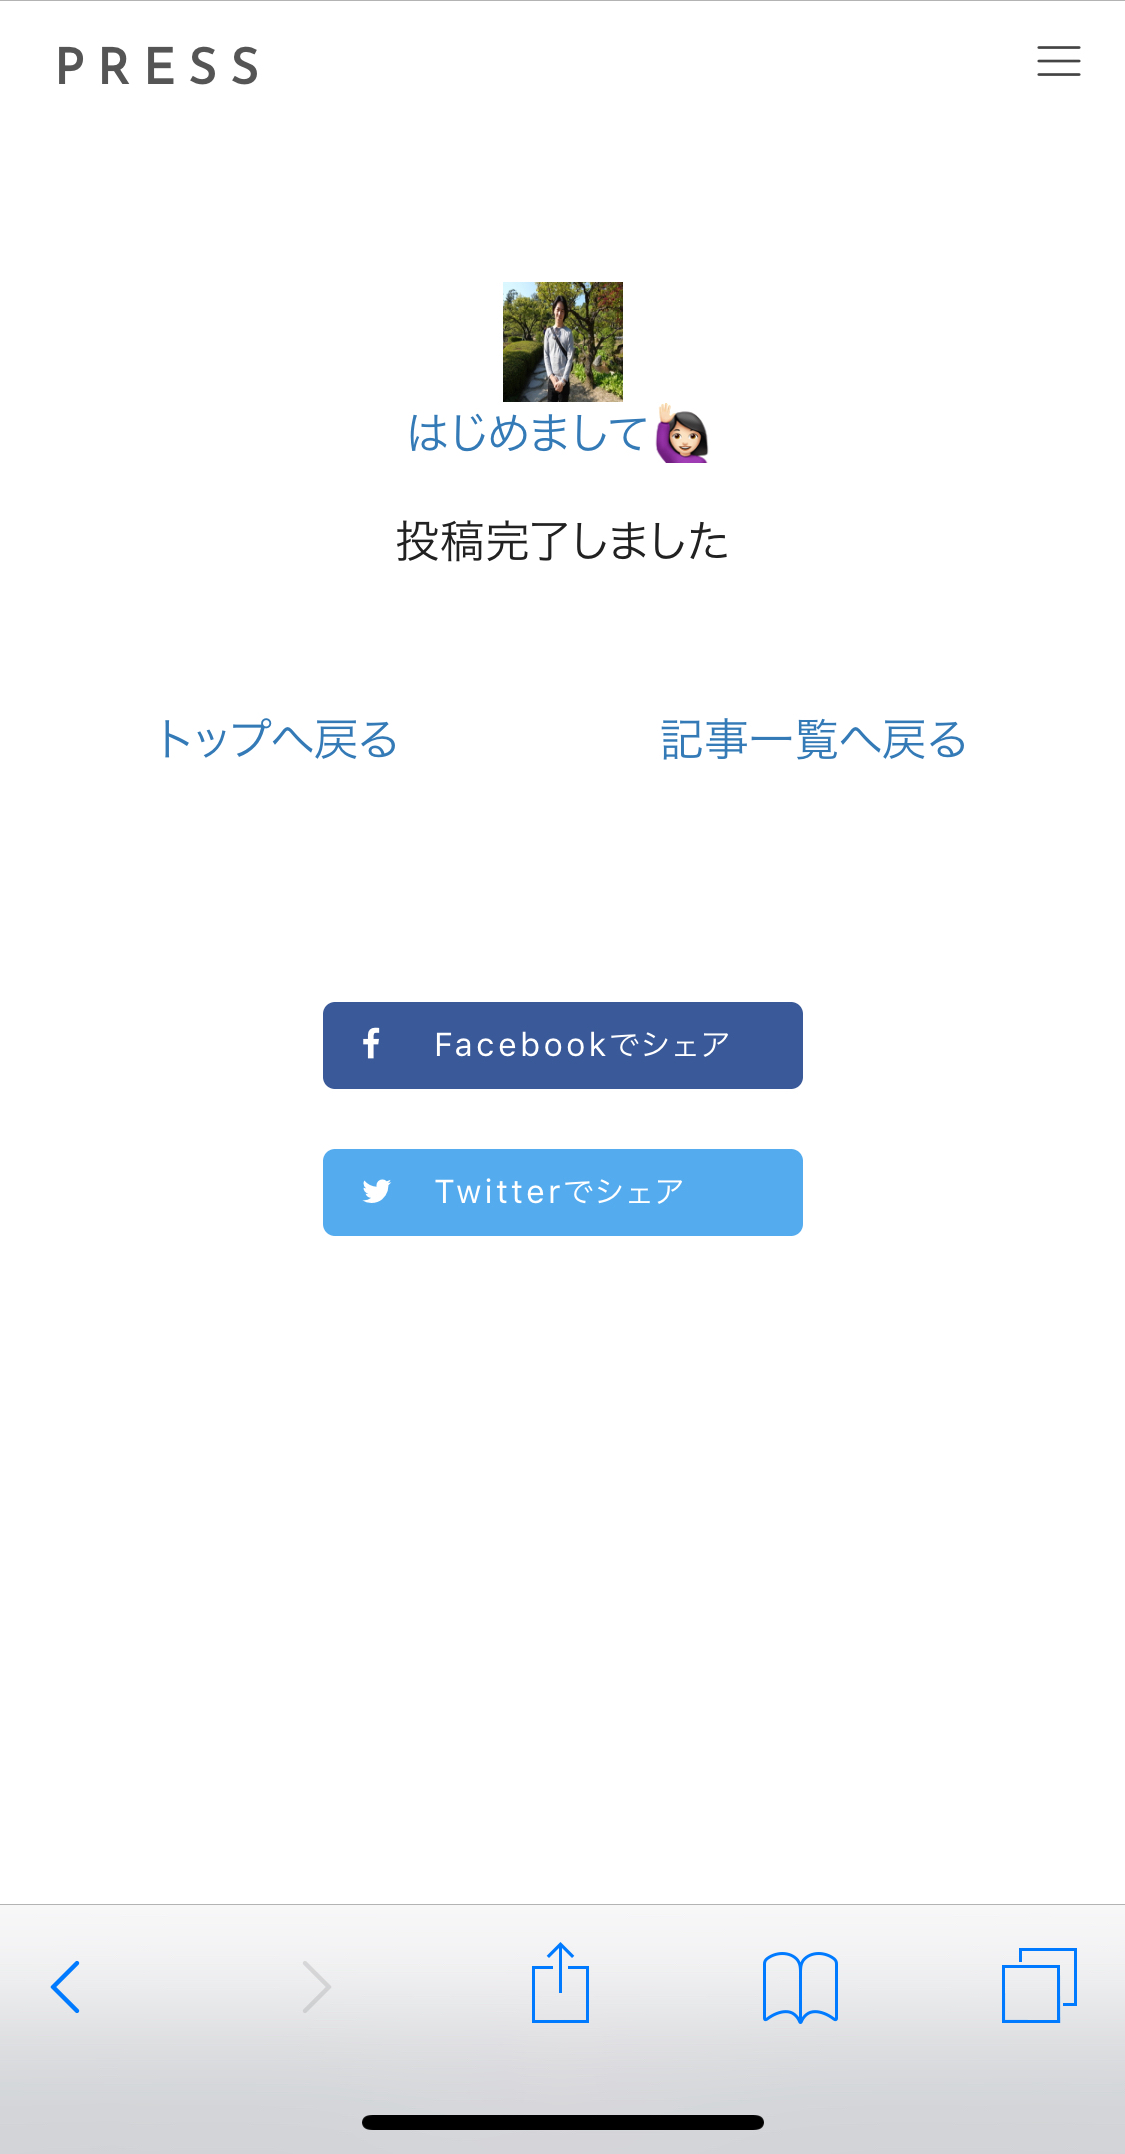 PRESS
はじめまして🙋🏻‍♀️
投稿完了しました
トップへ戻る
記事一覧へ戻る
Facebookでシェア
Twitterでシェア